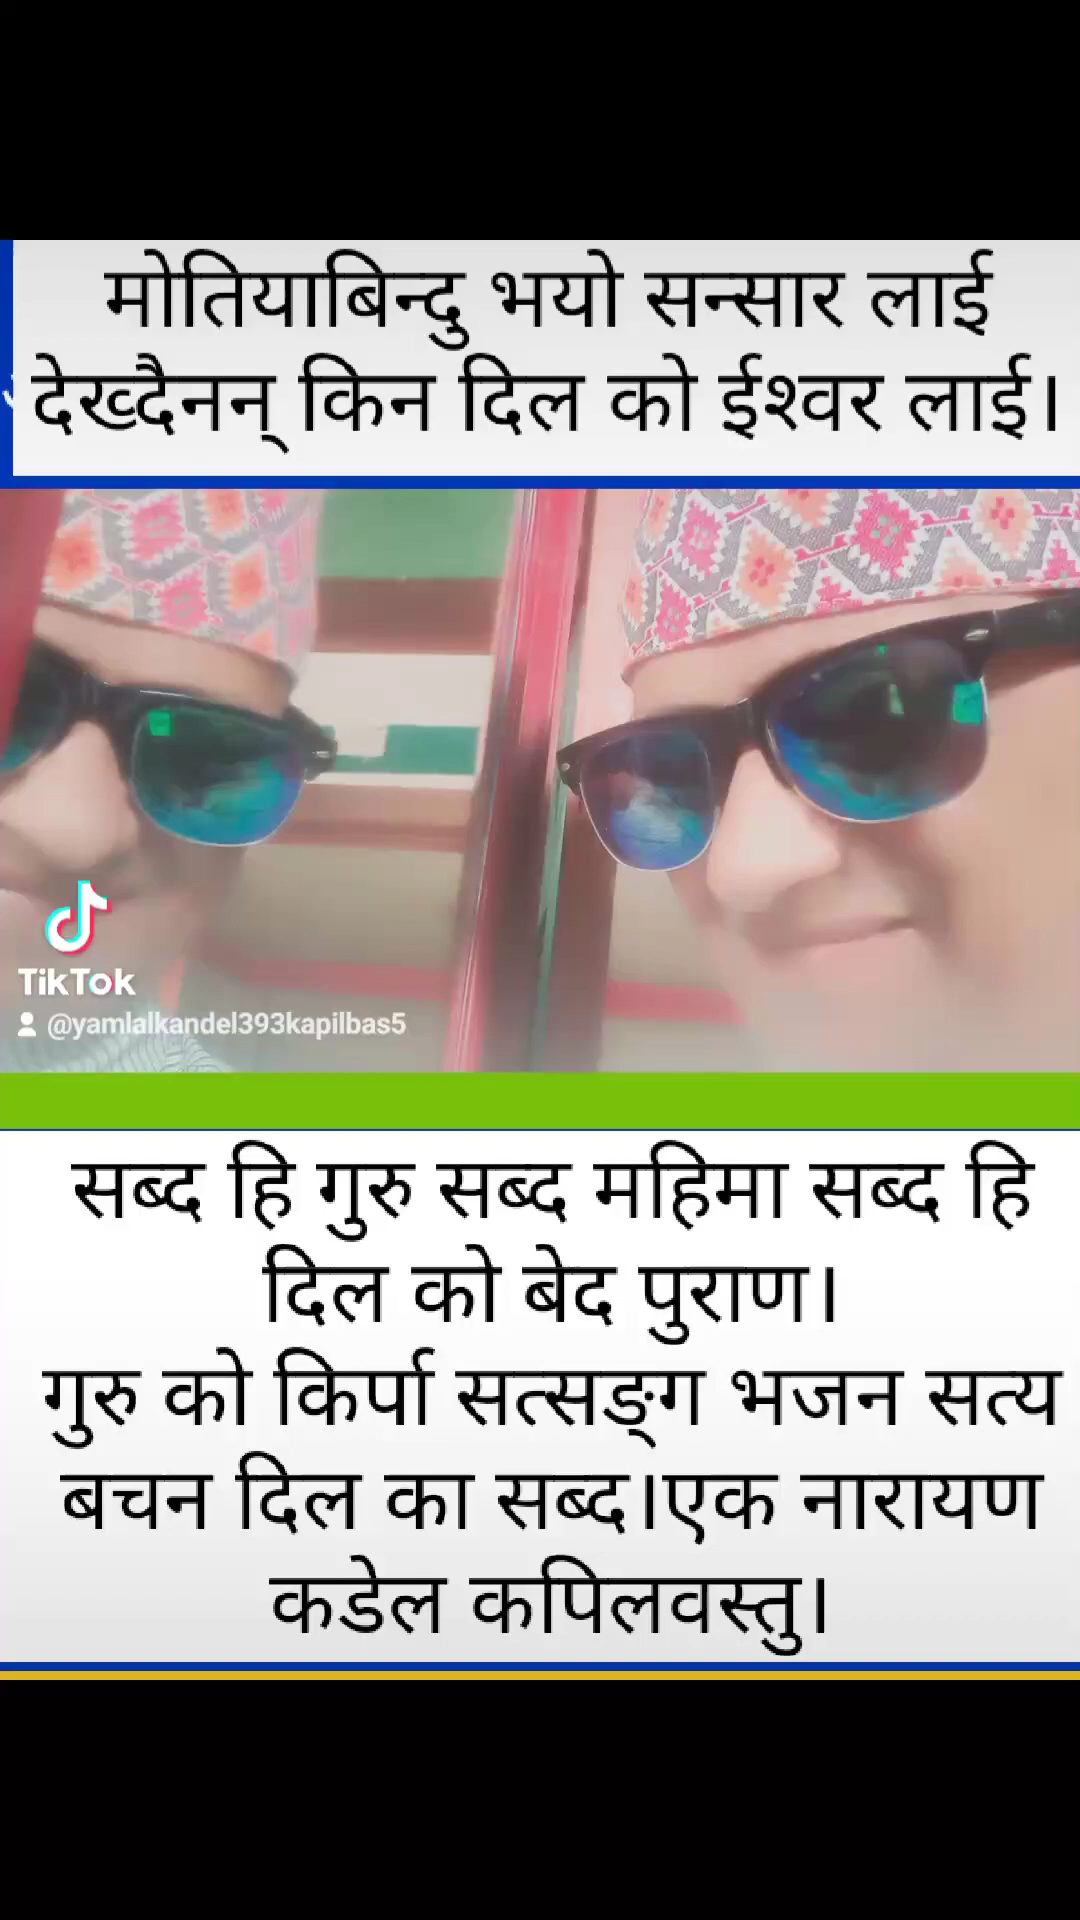 मोतियाबिन्दु भयो सन्सार लाई
देख्दैनन् किन दिल को ईश्वर लाई।
TikTok
@yamlalkandel393kapilbas5
सब्द हि गुरु सब्द महिमा सब्द हि
दिल को बेद पुराण।
गुरु को किर्पा सत्सङ्ग भजन सत्य
बचन दिल का सब्द।एक नारायण
कडेल कपिलवस्तु।